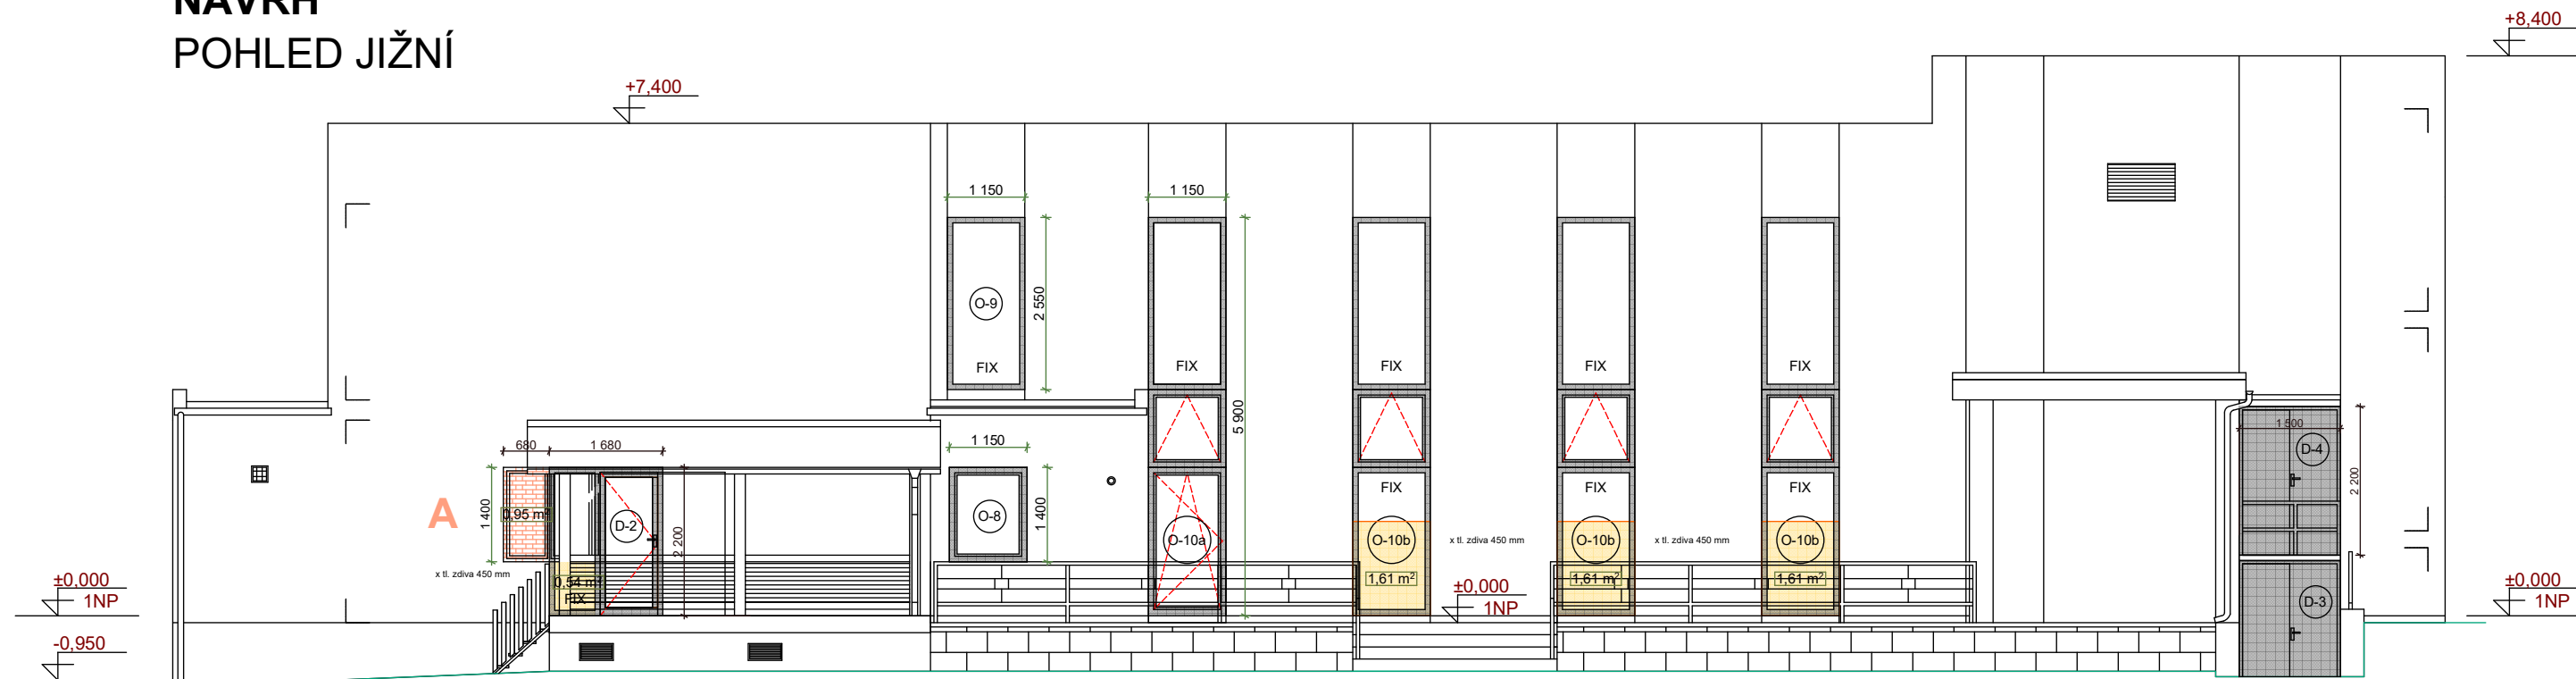 NÁVRH
POHLED JIŽNÍ
+8,400
+7,400
1 150
1 150
O-9
2 550
FIX
FIX
FIX
FIX
FIX
5 900
680
1 680
1 150
1 500
D-4
2 200
A
1 400
0,95 m²
D-2
2 200
O-8
1 400
FIX
FIX
FIX
O-10a
O-10b
x tl. zdiva 450 mm
O-10b
x tl. zdiva 450 mm
O-10b
x tl. zdiva 450 mm
0,54 m²
FIX
1,61 m²
1,61 m²
1,61 m²
±0,000
1NP
±0,000
1NP
±0,000
1NP
D-3
-0,950